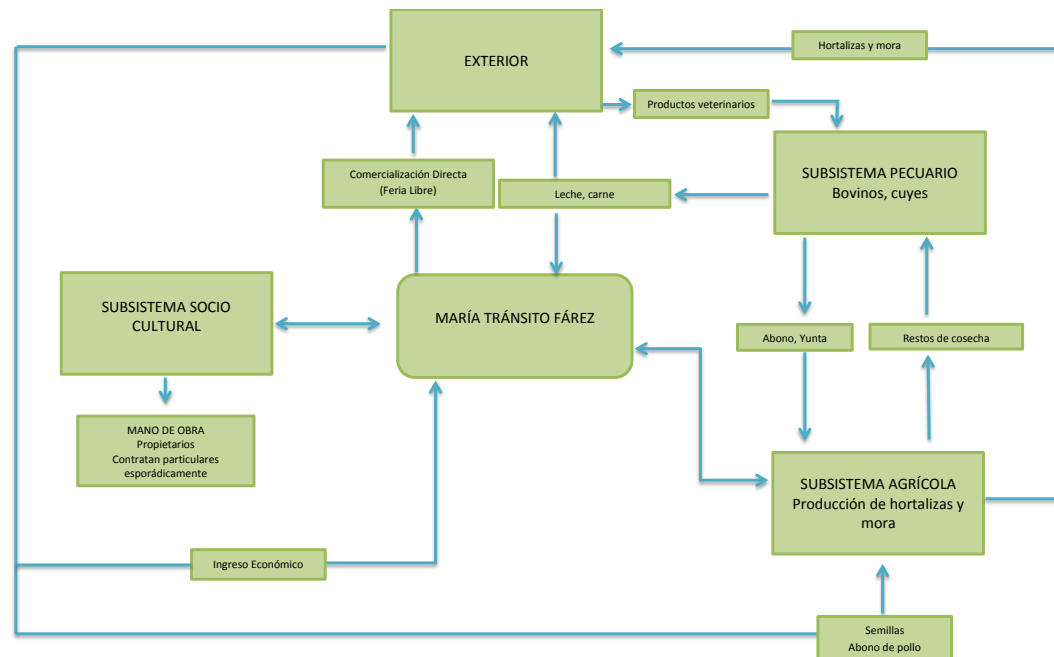 Hortalizas y mora
EXTERIOR
Productos veterinarios
Comercialización Directa
(Feria Libre)
Leche, carne
SUBSISTEMA PECUARIO
Bovinos, cuyes
SUBSISTEMA SOCIO
CULTURAL
MARÍA TRÁNSITO FÁREZ
Abono, Yunta
Restos de cosecha
MANO DE OBRA
Propietarios
Contratan particulares
esporádicamente
SUBSISTEMA AGRÍCOLA
Producción de hortalizas y
mora
Ingreso Económico
Semillas
Abono de pollo